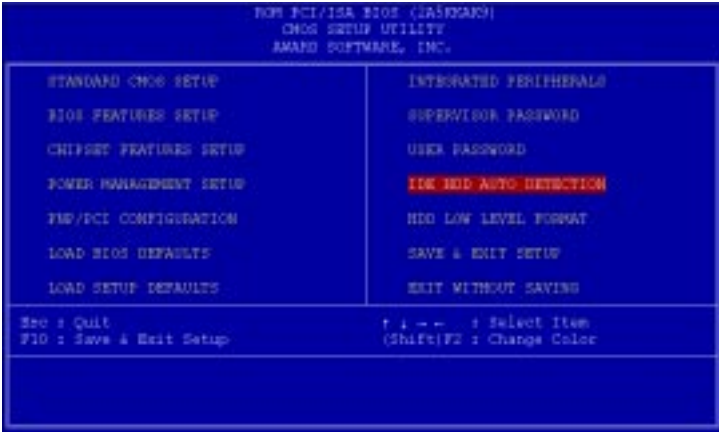 ROM PCI/ISA BIOS (2A5KMAK9)
CMOS SETUP UTILITY
AWARD SOFTWARE, INC.
STANDARD CMOS SETUP
BIOS FEATURES SETUP
CHIPSET FEATURES SETUP
POWER MANAGEMENT SETUP
PNP/PCI CONFIGURATION
LOAD BIOS DEFAULTS
LOAD SETUP DEFAULTS
INTEGRATED PERIPHERALS
SUPERVISOR PASSWORD
USER PASSWORD
IDE HDD AUTO DETECTION
HDD LOW LEVEL FORMAT
SAVE & EXIT SETUP
EXIT WITHOUT SAVING
Esc : Quit
F10 : Save & Exit Setup
↑ ↓ → ← : Select Item
(Shift)F2 : Change Color